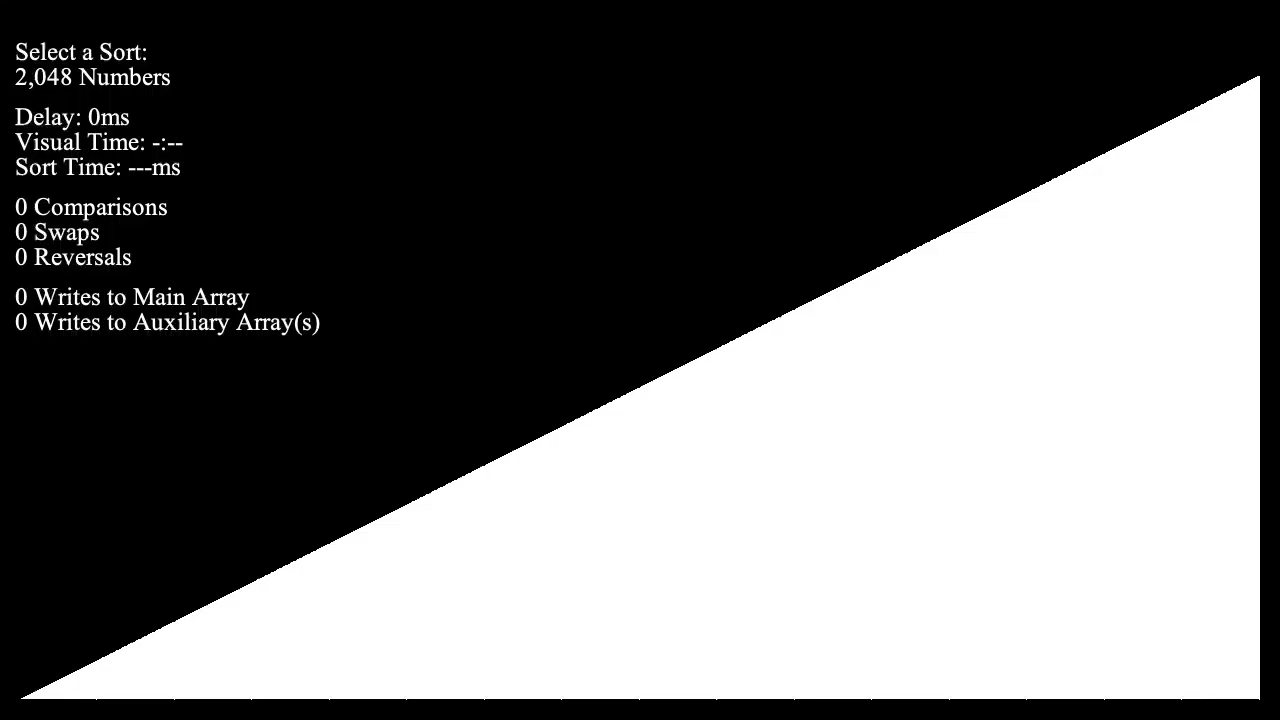 Select a Sort:
2,048 Numbers
Delay: 0ms
Visual Time: -:--
Sort Time: ---ms
0 Comparisons
0 Swaps
0 Reversals
0 Writes to Main Array
0 Writes to Auxiliary Array(s)